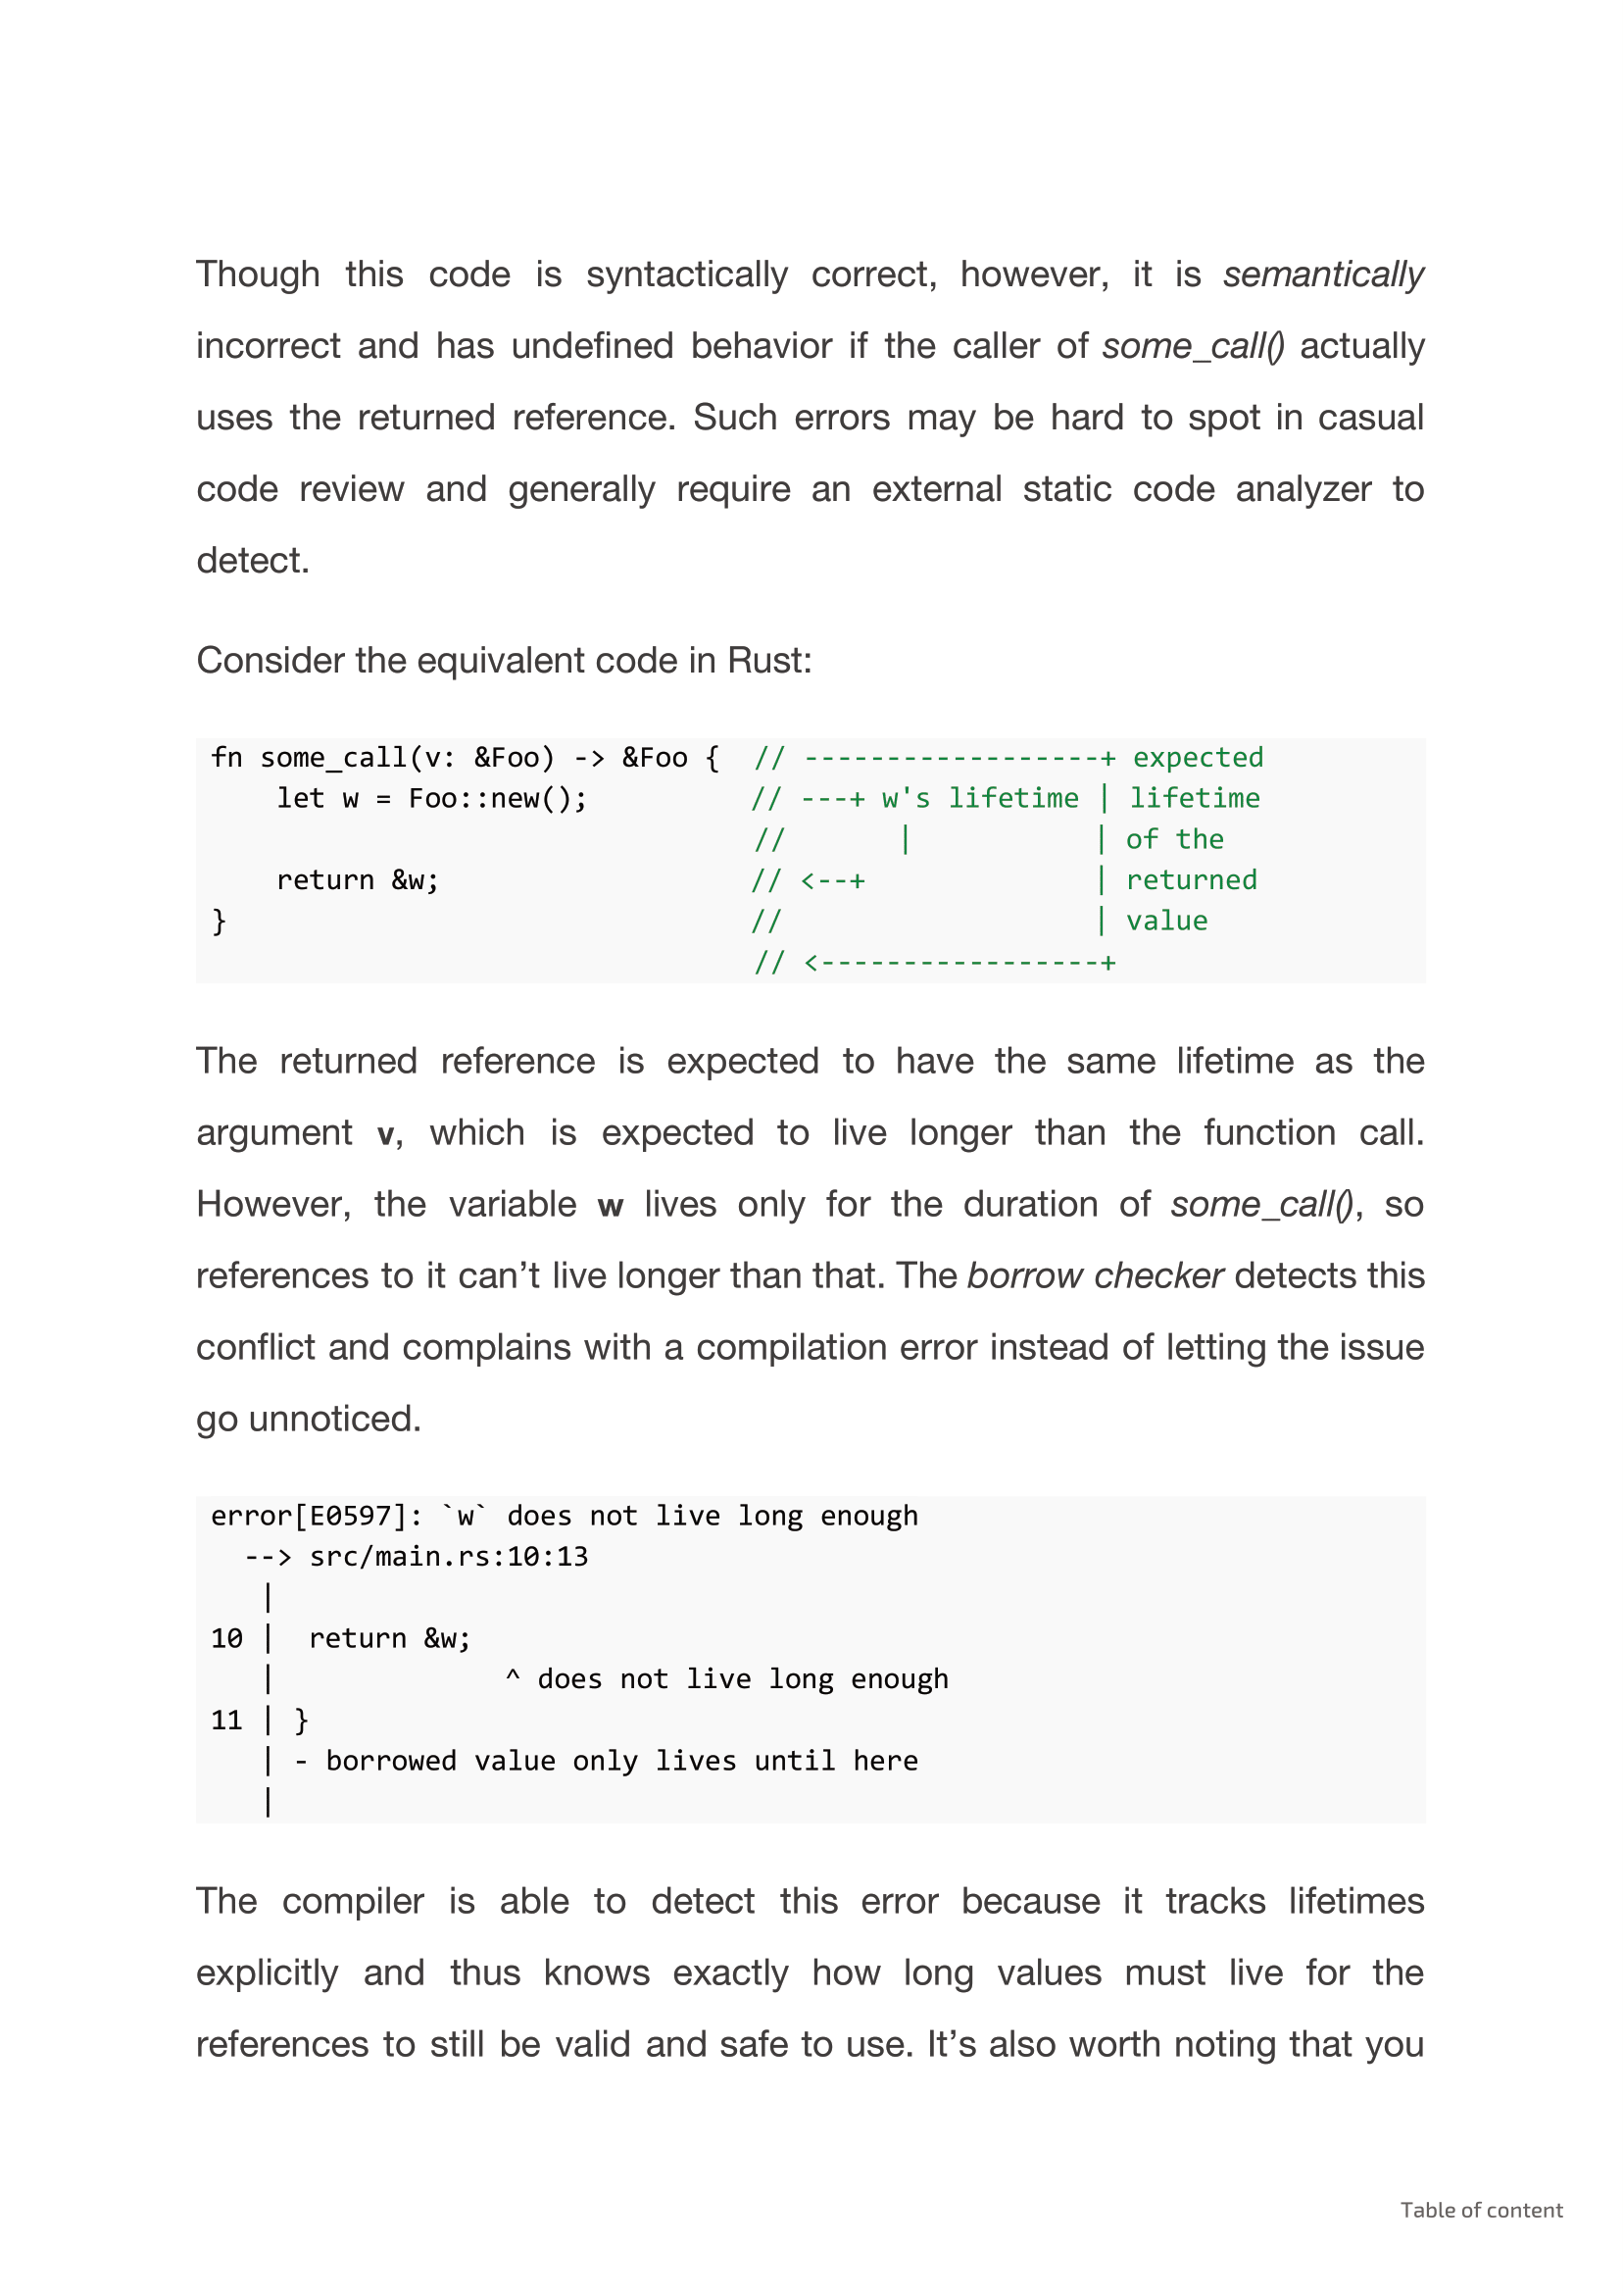 Though this code is syntactically correct, however, it is semantically
incorrect and has undefined behavior if the caller of some_call() actually
uses the returned reference. Such errors may be hard to spot in casual
code review and generally require an external static code analyzer to
detect.
Consider the equivalent code in Rust:
fn some_call(v: &Foo) -> &Foo {  // ------------------+ expected
    let w = Foo::new();          // ---+ w's lifetime | lifetime
                                 //       |           | of the
    return &w;                   // <--+              | returned
}                                //                   | value
                                 // <-----------------+
The returned reference is expected to have the same lifetime as the
argument v, which is expected to live longer than the function call.
However, the variable w lives only for the duration of some_call(), so
references to it can’t live longer than that. The borrow checker detects this
conflict and complains with a compilation error instead of letting the issue
go unnoticed.
error[E0597]: `w` does not live long enough
  --> src/main.rs:10:13
   |
10 |  return &w;
   |              ^ does not live long enough
11 | }
   | - borrowed value only lives until here
   |
The compiler is able to detect this error because it tracks lifetimes
explicitly and thus knows exactly how long values must live for the
references to still be valid and safe to use. It’s also worth noting that you
Table of content